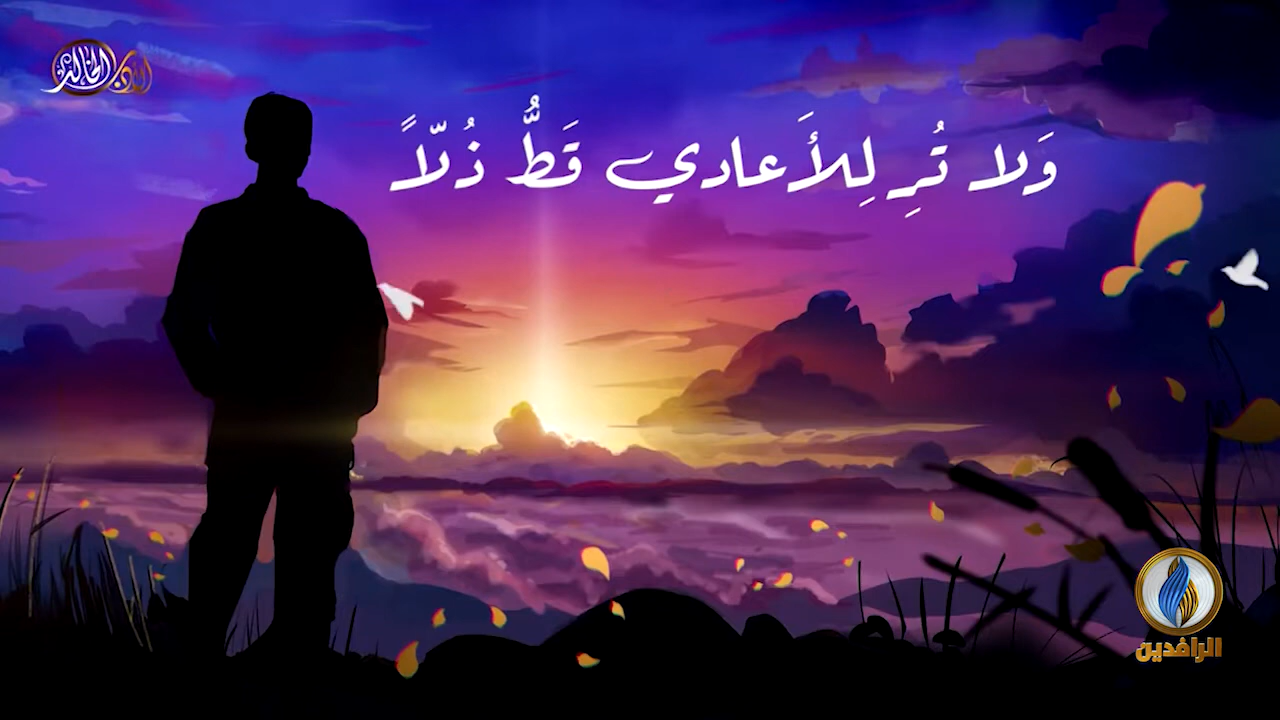 وَلا تُرِ لِلأَعادي قَطُّ ذُلّاً
الرافدين